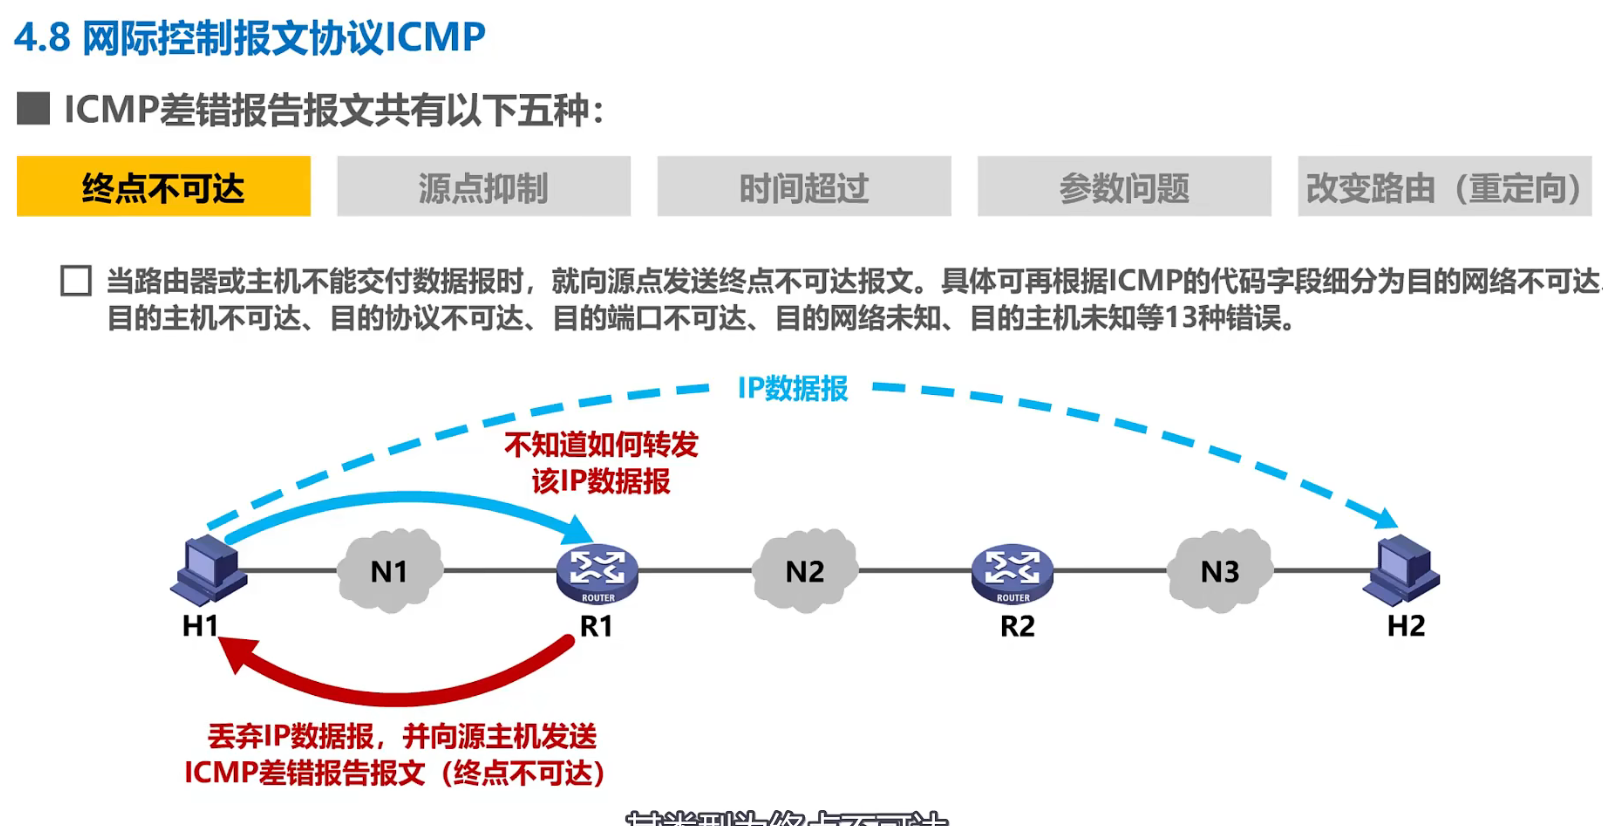 4.8 网际控制报文协议ICMP
ICMP差错报告报文共有以下五种：
终点不可达
源点抑制
时间超过
参数问题
改变路由（重定向）
当路由器或主机不能交付数据报时，就向源点发送终点不可达报文。具体可再根据ICMP的代码字段细分为目的网络不可达、
目的主机不可达、目的协议不可达、目的端口不可达、目的网络未知、目的主机未知等13种错误。
IP数据报
不知道如何转发
该IP数据报
N1
N2
N3
ROUTER
ROUTER
H1
R1
R2
H2
丢弃IP数据报，并向源主机发送
ICMP差错报告报文（终点不可达）
其类型为终点不可达